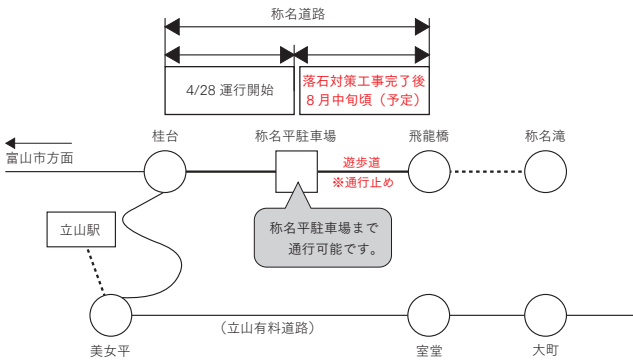 称名道路
4/28 運行開始
落石対策工事完了後
8月中旬頃（予定）
富山市方面
桂台
称名平駐車場
飛龍橋
称名滝
遊歩道
※通行止め
称名平駐車場まで
通行可能です。
立山駅
美女平
（立山有料道路）
室堂
大町